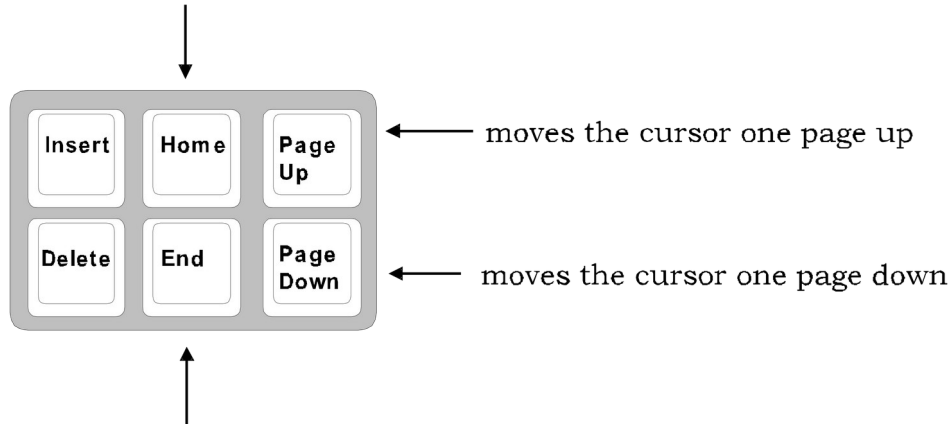 Insert
Home
Page
Up
moves the cursor one page up
Delete
End
Page
Down
moves the cursor one page down